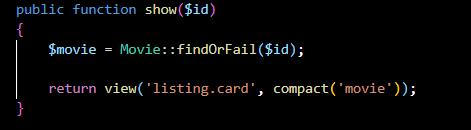 public function show($id)
{
$movie = Movie::findOrFail($id);
return view('listing.card', compact('movie'));
}